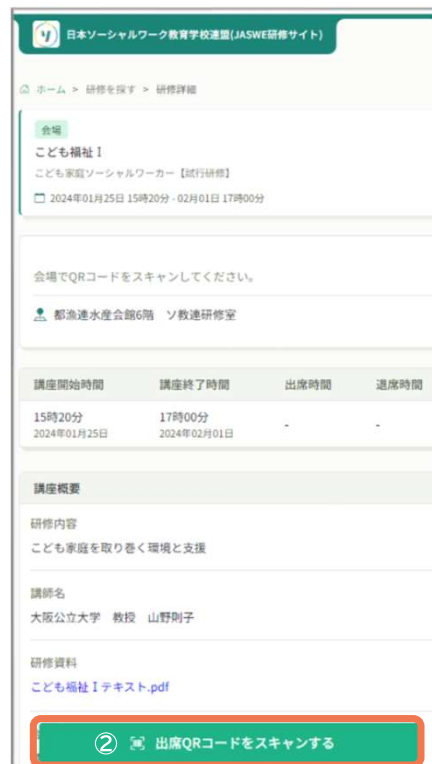 日本ソーシャルワーク教育学校連盟(JASWE研修サイト)
ホーム > 研修を探す > 研修詳細
会場
こども福祉Ⅰ
こども家庭ソーシャルワーカー【試行研修】
2024年01月25日 15時20分 - 02月01日 17時00分
会場でQRコードをスキャンしてください。
都漁連水産会館6階 ソ教連研修室
講座開始時間 講座終了時間 出席時間 退席時間
15時20分 17時00分 - -
2024年01月25日 2024年02月01日
講座概要
研修内容
こども家庭を取り巻く環境と支援
講師名
大阪公立大学 教授 山野則子
研修資料
こども福祉Ⅰテキスト.pdf
② 出席QRコードをスキャンする